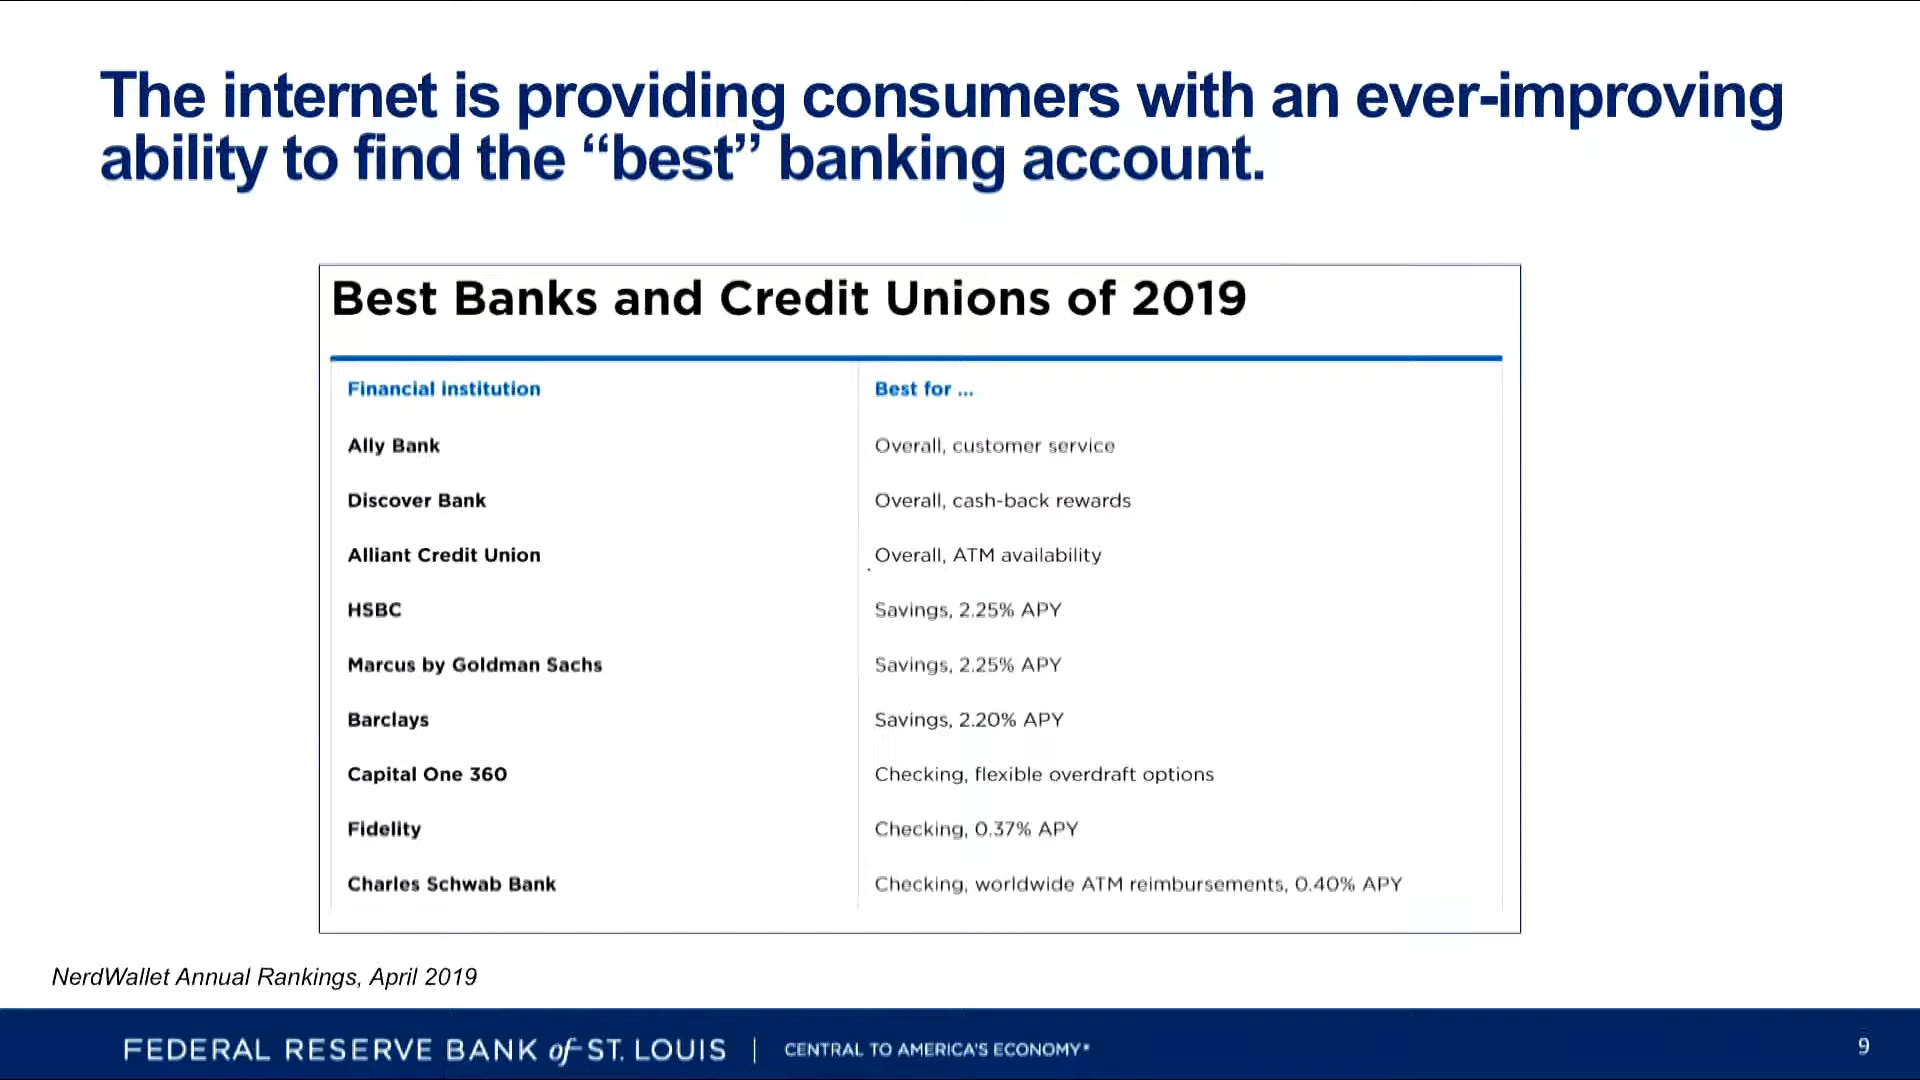 The internet is providing consumers with an ever-improving
ability to find the “best” banking account.
Best Banks and Credit Unions of 2019
Financial institution Best for ...
Ally Bank Overall, customer service
Discover Bank Overall, cash-back rewards
Alliant Credit Union Overall, ATM availability
HSBC Savings, 2.25% APY
Marcus by Goldman Sachs Savings, 2.25% APY
Barclays Savings, 2.20% APY
Capital One 360 Checking, flexible overdraft options
Fidelity Checking, 0.37% APY
Charles Schwab Bank Checking, worldwide ATM reimbursements, 0.40% APY
NerdWallet Annual Rankings, April 2019
FEDERAL RESERVE BANK of ST. LOUIS | CENTRAL TO AMERICA'S ECONOMY® 9